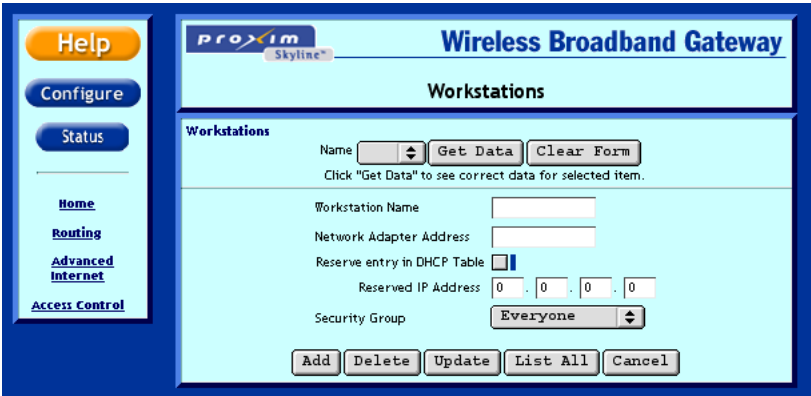 Help
Configure
Status
Home
Routing
Advanced
Internet
Access Control
proxim
Skyline™
Wireless Broadband Gateway
Workstations
Workstations
Name Get Data Clear Form
Click "Get Data" to see correct data for selected item.
Workstation Name
Network Adapter Address
Reserve entry in DHCP Table
Reserved IP Address 0 . 0 . 0 . 0
Security Group Everyone
Add Delete Update List All Cancel